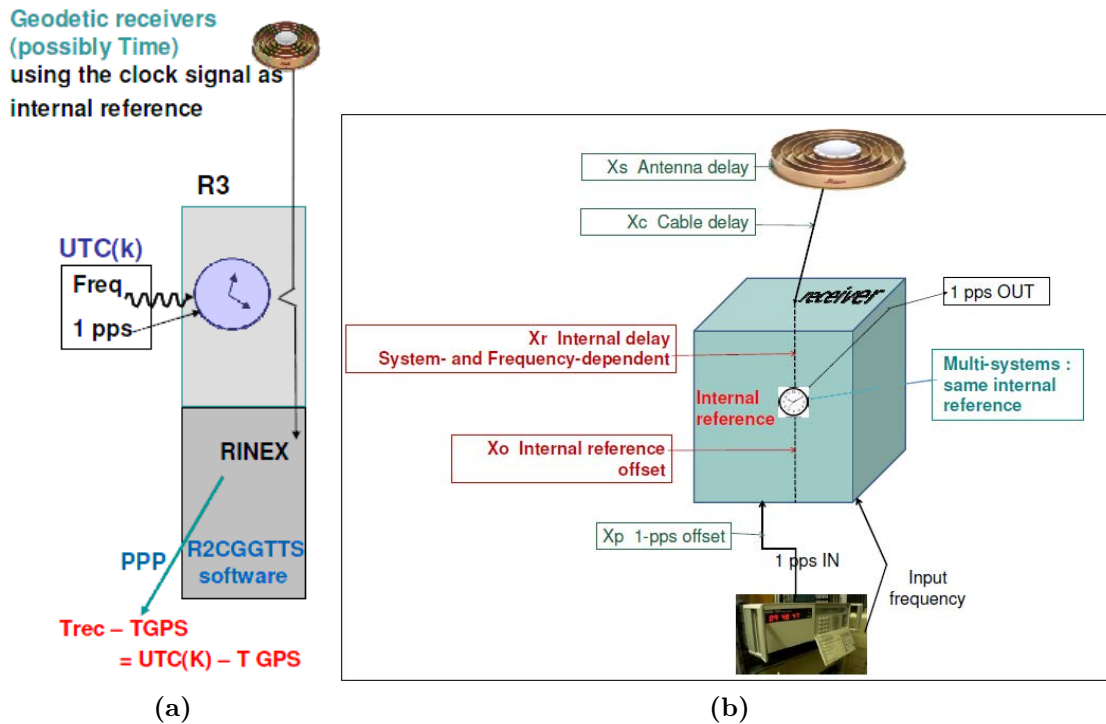 Geodetic receivers
(possibly Time)
using the clock signal as
internal reference
R3
UTC(k)
Freq
1 pps
RINEX
R2CGGTTS
software
PPP
Trec – TGPS
= UTC(K) – T GPS
(a)
Xs Antenna delay
Xc Cable delay
receiver
1 pps OUT
Xr Internal delay
System- and Frequency-dependent
Multi-systems :
same internal
reference
Internal
reference
Xo Internal reference
offset
Xp 1-pps offset
1 pps IN
Input
frequency
(b)